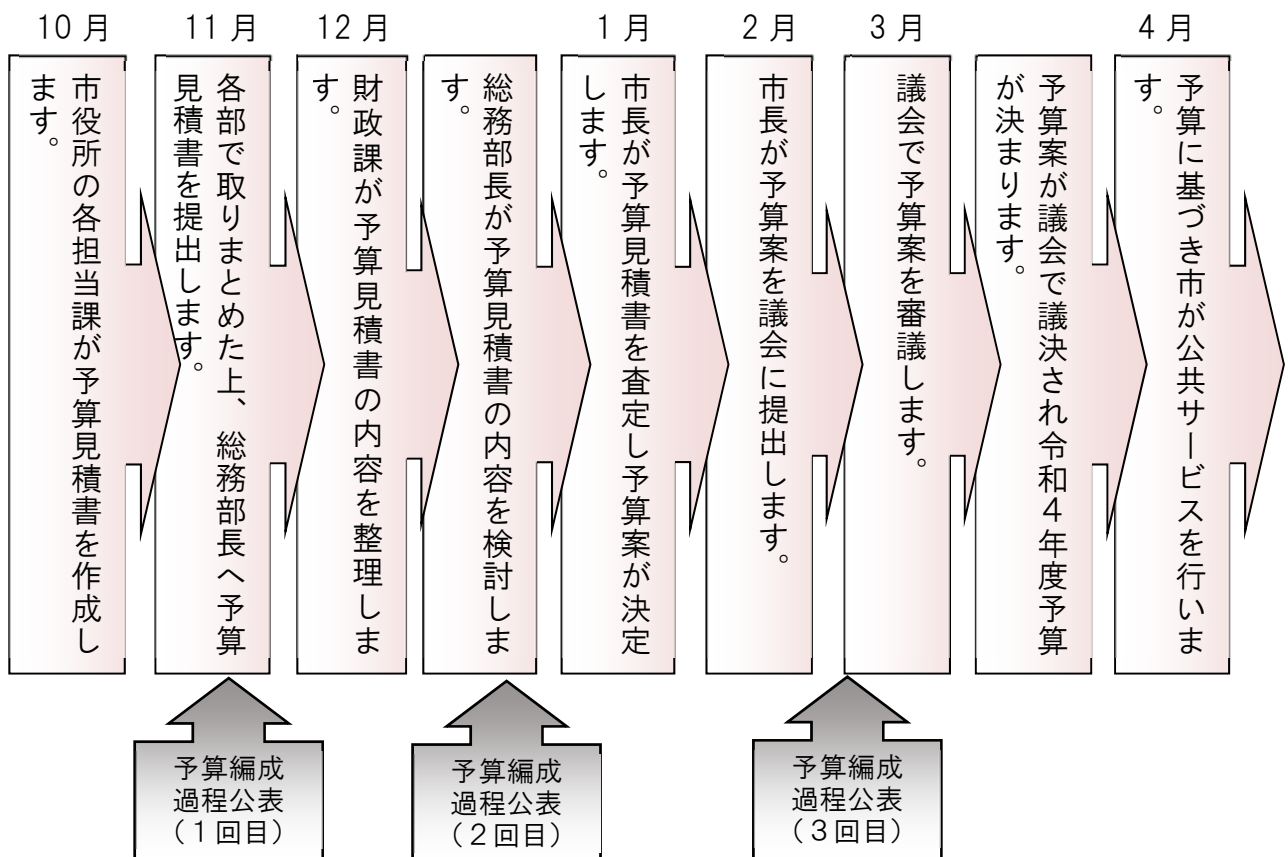 10月
11月
12月
1月
2月
3月
4月
市役所の各担当課が予算見積書を作成し
ます。
各部で取りまとめた上、総務部長へ予算
見積書を提出します。
財政課が予算見積書の内容を整理しま
す。
総務部長が予算見積書の内容を検討しま
す。
市長が予算見積書を査定し予算案が決定
します。
市長が予算案を議会に提出します。
議会で予算案を審議します。
予算案が議会で議決され令和4年度予算
が決まります。
予算に基づき市が公共サービスを行いま
す。
予算編成
過程公表
(1回目)
予算編成
過程公表
(2回目)
予算編成
過程公表
(3回目)